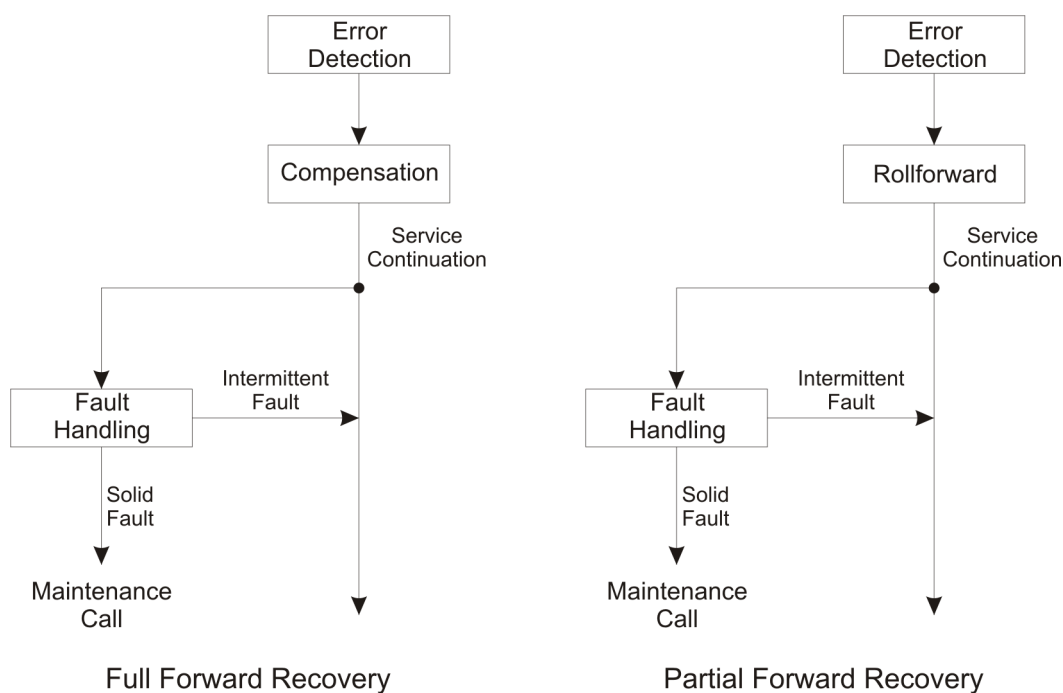 Error
Detection
Compensation
Service
Continuation
Intermittent
Fault
Fault
Handling
Solid
Fault
Maintenance
Call
Full Forward Recovery
Error
Detection
Rollforward
Service
Continuation
Intermittent
Fault
Fault
Handling
Solid
Fault
Maintenance
Call
Partial Forward Recovery